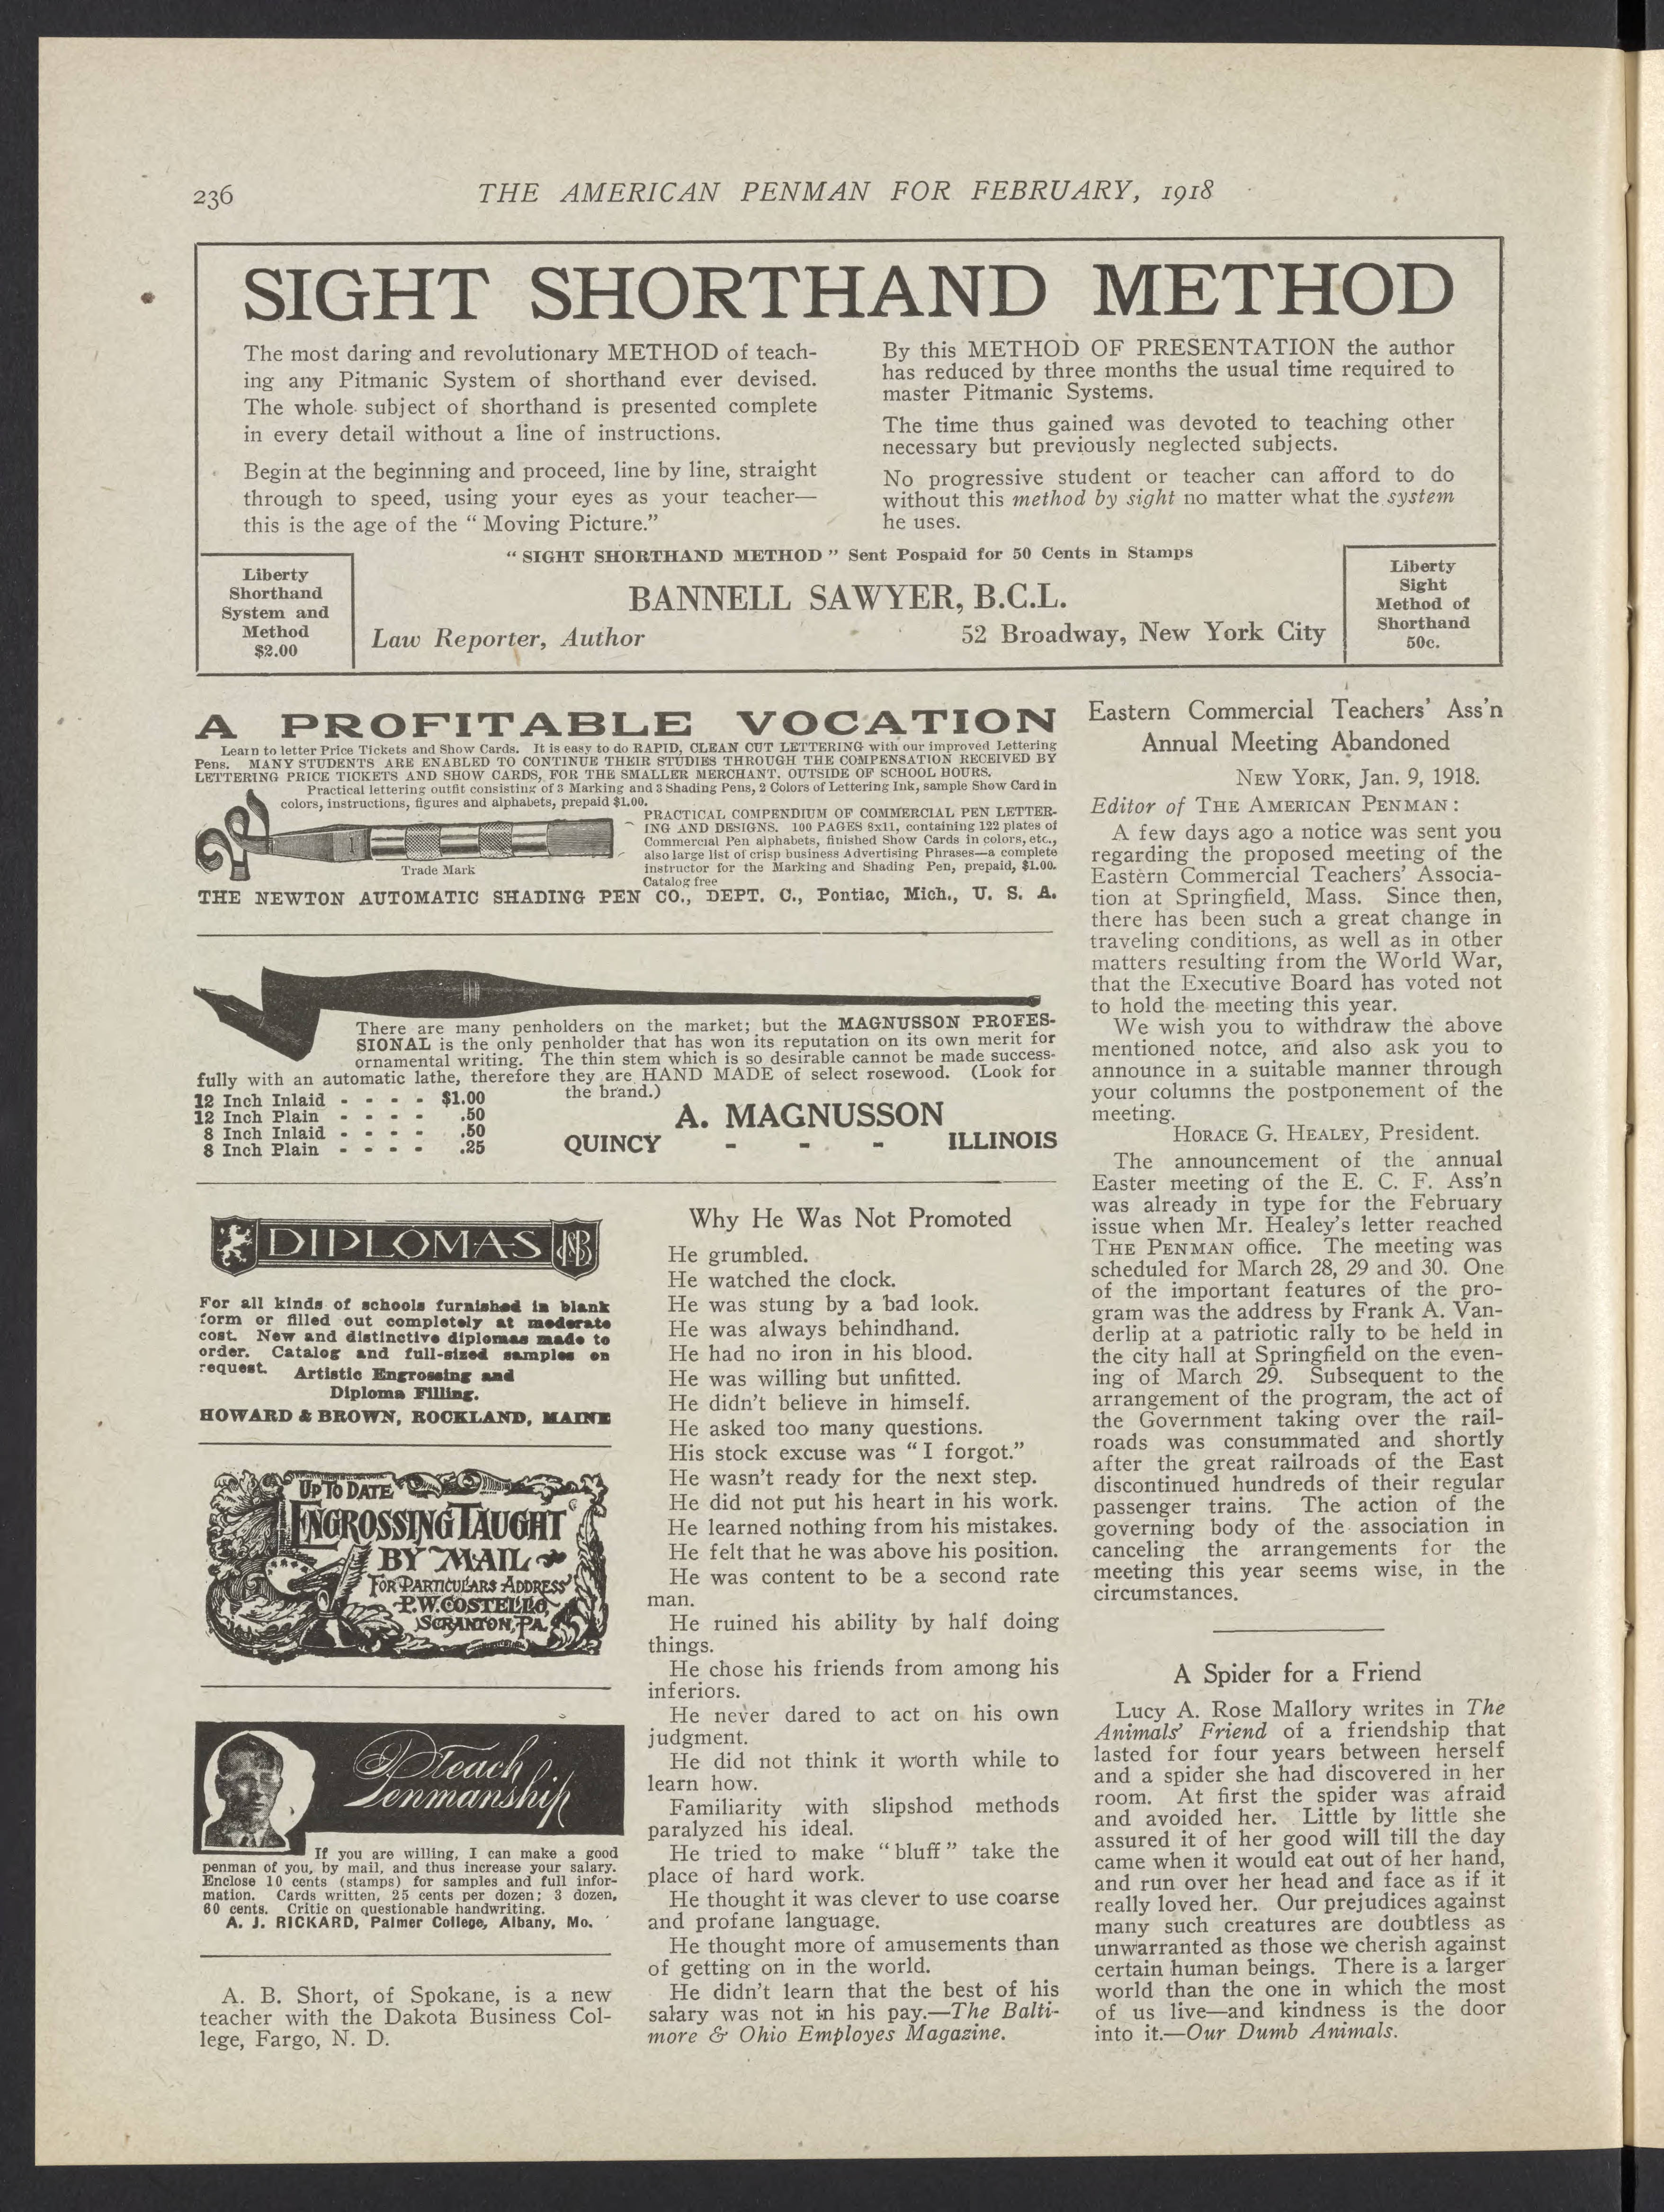 236
THE AMERICAN PENMAN FOR FEBRUARY, 1918
SIGHT SHORTHAND METHOD
The most daring and revolutionary METHOD of teach-
ing any Pitmanic System of shorthand ever devised.
The whole subject of shorthand is presented complete
in every detail without a line of instructions.
Begin at the beginning and proceed, line by line, straight
through to speed, using your eyes as your teacher—
this is the age of the “Moving Picture.”
By this METHOD OF PRESENTATION the author
has reduced by three months the usual time required to
master Pitmanic Systems.
The time thus gained was devoted to teaching other
necessary but previously neglected subjects.
No progressive student or teacher can afford to do
without this method by sight no matter what the system
he uses.
“SIGHT SHORTHAND METHOD” Sent Pospaid for 50 Cents in Stamps
Liberty
Shorthand
System and
Method
$2.00
BANNELL SAWYER, B.C.L.
Law Reporter, Author
52 Broadway, New York City
Liberty
Sight
Method of
Shorthand
50c.
A PROFITABLE VOCATION
Learn to letter Price Tickets and Show Cards. It is easy to do RAPID, CLEAN CUT LETTERING with our improved Lettering
Pens. MANY STUDENTS ARE ENABLED TO CONTINUE THEIR STUDIES THROUGH THE COMPENSATION RECEIVED BY
LETTERING PRICE TICKETS AND SHOW CARDS, FOR THE SMALLER MERCHANT, OUTSIDE OF SCHOOL HOURS.
Practical lettering outfit consisting of 3 Marking and 3 Shading Pens, 2 Colors of Lettering Ink, sample Show Card in
colors, instructions, figures and alphabets, prepaid $1.00.
PRACTICAL COMPENDIUM OF COMMERCIAL PEN LETTER-
ING AND DESIGNS. 100 PAGES 8x11, containing 122 plates of
Commercial Pen alphabets, finished Show Cards in colors, etc.,
also large list of crisp business Advertising Phrases—a complete
instructor for the Marking and Shading Pen, prepaid, $1.00.
Catalog free
1
Trade Mark
THE NEWTON AUTOMATIC SHADING PEN CO., DEPT. C., Pontiac, Mich., U. S. A.
There are many penholders on the market; but the MAGNUSSON PROFES-
SIONAL is the only penholder that has won its reputation on its own merit for
ornamental writing. The thin stem which is so desirable cannot be made success-
fully with an automatic lathe, therefore they are HAND MADE of select rosewood. (Look for
the brand.)
12 Inch Inlaid - - - - $1.00
12 Inch Plain - - - - .50
8 Inch Inlaid - - - - .50
8 Inch Plain - - - - .25
A. MAGNUSSON
QUINCY - - - ILLINOIS
DIPLOMAS
For all kinds of schools furnished in blank
form or filled out completely at moderate
cost. New and distinctive diplomas made to
order. Catalog and full-sized samples on
request. Artistic Engrossing and
Diploma Filling.
HOWARD & BROWN, ROCKLAND, MAINE
UP TO DATE
ENGROSSING TAUGHT
BY MAIL
FOR PARTICULARS ADDRESS
P.W. COSTELLO,
SCRANTON, PA.
I Teach
Penmanship
If you are willing, I can make a good
penman of you, by mail, and thus increase your salary.
Enclose 10 cents (stamps) for samples and full infor-
mation. Cards written, 25 cents per dozen; 3 dozen,
60 cents. Critic on questionable handwriting.
A. J. RICKARD, Palmer College, Albany, Mo.
A. B. Short, of Spokane, is a new
teacher with the Dakota Business Col-
lege, Fargo, N. D.
Why He Was Not Promoted
He grumbled.
He watched the clock.
He was stung by a bad look.
He was always behindhand.
He had no iron in his blood.
He was willing but unfitted.
He didn’t believe in himself.
He asked too many questions.
His stock excuse was “I forgot.”
He wasn’t ready for the next step.
He did not put his heart in his work.
He learned nothing from his mistakes.
He felt that he was above his position.
He was content to be a second rate
man.
He ruined his ability by half doing
things.
He chose his friends from among his
inferiors.
He never dared to act on his own
judgment.
He did not think it worth while to
learn how.
Familiarity with slipshod methods
paralyzed his ideal.
He tried to make “bluff” take the
place of hard work.
He thought it was clever to use coarse
and profane language.
He thought more of amusements than
of getting on in the world.
He didn’t learn that the best of his
salary was not in his pay.—The Balti-
more & Ohio Employes Magazine.
Eastern Commercial Teachers’ Ass’n
Annual Meeting Abandoned
NEW YORK, Jan. 9, 1918.
Editor of THE AMERICAN PENMAN:
A few days ago a notice was sent you
regarding the proposed meeting of the
Eastern Commercial Teachers’ Associa-
tion at Springfield, Mass. Since then,
there has been such a great change in
traveling conditions, as well as in other
matters resulting from the World War,
that the Executive Board has voted not
to hold the meeting this year.
We wish you to withdraw the above
mentioned notce, and also ask you to
announce in a suitable manner through
your columns the postponement of the
meeting.
HORACE G. HEALEY, President.
The announcement of the annual
Easter meeting of the E. C. F. Ass’n
was already in type for the February
issue when Mr. Healey’s letter reached
THE PENMAN office. The meeting was
scheduled for March 28, 29 and 30. One
of the important features of the pro-
gram was the address by Frank A. Van-
derlip at a patriotic rally to be held in
the city hall at Springfield on the even-
ing of March 29. Subsequent to the
arrangement of the program, the act of
the Government taking over the rail-
roads was consummated and shortly
after the great railroads of the East
discontinued hundreds of their regular
passenger trains. The action of the
governing body of the association in
canceling the arrangements for the
meeting this year seems wise, in the
circumstances.
A Spider for a Friend
Lucy A. Rose Mallory writes in The
Animals’ Friend of a friendship that
lasted for four years between herself
and a spider she had discovered in her
room. At first the spider was afraid
and avoided her. Little by little she
assured it of her good will till the day
came when it would eat out of her hand,
and run over her head and face as if it
really loved her. Our prejudices against
many such creatures are doubtless as
unwarranted as those we cherish against
certain human beings. There is a larger
world than the one in which the most
of us live—and kindness is the door
into it.—Our Dumb Animals.